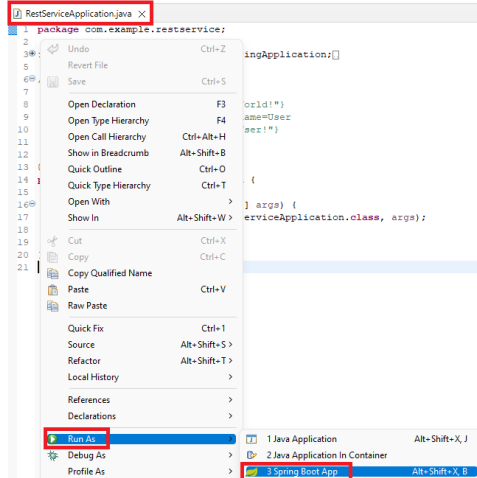 RestServiceApplication.java
1 package com.example.restservice;
2
3 ingApplication;
5
6
7
8 orld!"}
9 ame=User
10 ser!"}
11
12
13
14 {
15
16 ] args) {
17 erviceApplication.class, args);
18
19
20
21
Undo Ctrl+Z
Revert File
Save Ctrl+S
Open Declaration F3
Open Type Hierarchy F4
Open Call Hierarchy Ctrl+Alt+H
Show in Breadcrumb Alt+Shift+B
Quick Outline Ctrl+O
Quick Type Hierarchy Ctrl+T
Open With >
Show In Alt+Shift+W >
Cut Ctrl+X
Copy Ctrl+C
Copy Qualified Name
Paste Ctrl+V
Raw Paste
Quick Fix Ctrl+1
Source Alt+Shift+S >
Refactor Alt+Shift+T >
Local History >
References >
Declarations >
Run As >
Debug As >
Profile As >
1 Java Application Alt+Shift+X, J
2 Java Application In Container
3 Spring Boot App Alt+Shift+X, B